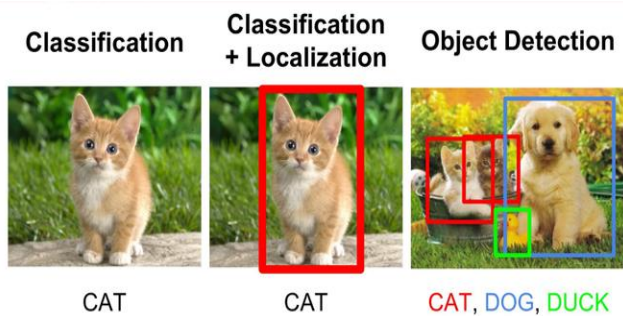 Classification
Classification
+ Localization
Object Detection
CAT
CAT
CAT, DOG, DUCK